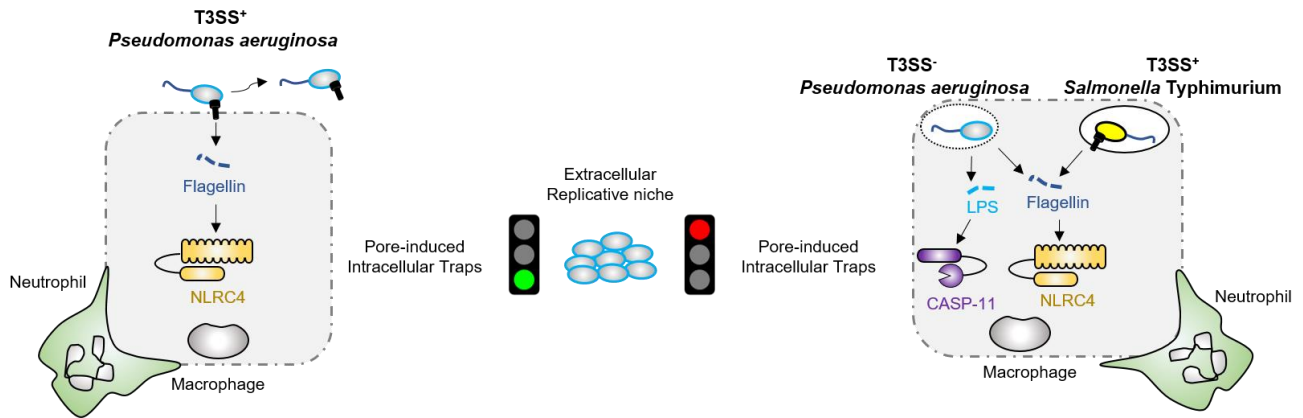 T3SS+
Pseudomonas aeruginosa
Flagellin
NLRC4
Neutrophil
Macrophage
Pore-induced
Intracellular Traps
Extracellular
Replicative niche
Pore-induced
Intracellular Traps
T3SS-
Pseudomonas aeruginosa
T3SS+
Salmonella Typhimurium
LPS
Flagellin
CASP-11
NLRC4
Neutrophil
Macrophage